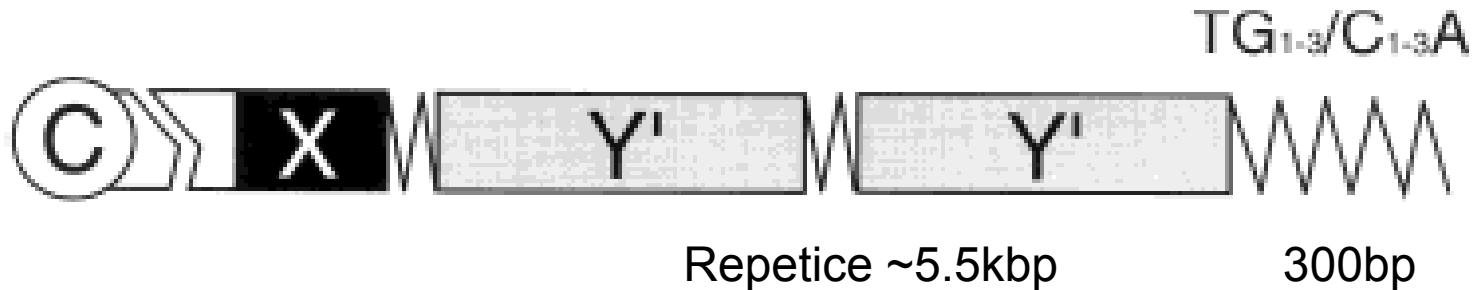 TG₁₋₃/C₁₋₃A
C X Y' Y'
Repetice ~5.5kbp 300bp